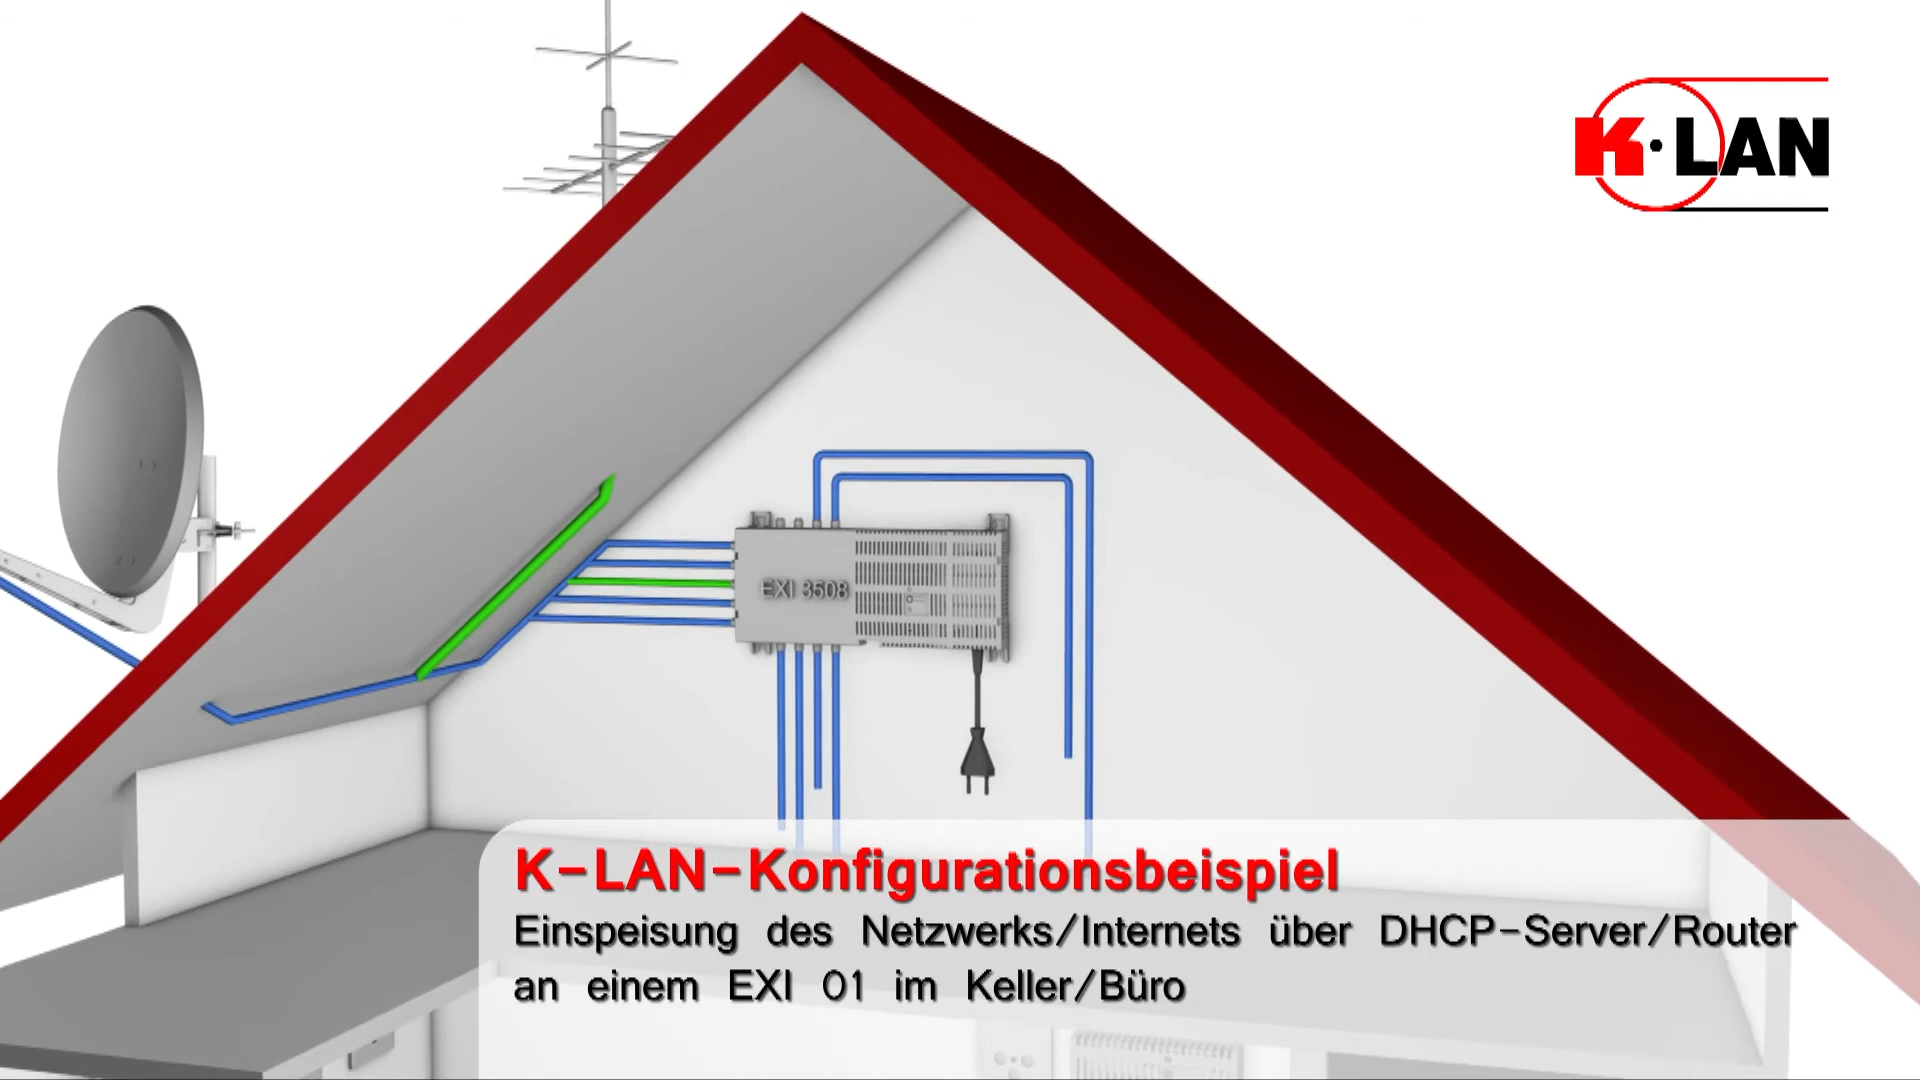 K·LAN
EXI 3508
K-LAN-Konfigurationsbeispiel
Einspeisung des Netzwerks/Internets über DHCP-Server/Router
an einem EXI 01 im Keller/Büro